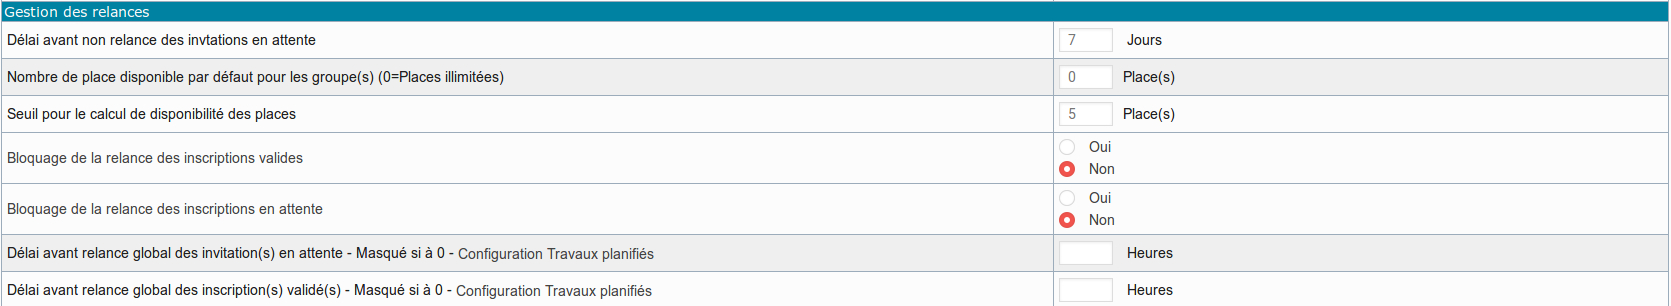 Gestion des relances
Délai avant non relance des invtations en attente 7 Jours
Nombre de place disponible par défaut pour les groupe(s) (0=Places illimitées) 0 Place(s)
Seuil pour le calcul de disponibilité des places 5 Place(s)
Bloquage de la relance des inscriptions valides
Oui
Non
Bloquage de la relance des inscriptions en attente
Oui
Non
Délai avant relance global des invitation(s) en attente - Masqué si à 0 - Configuration Travaux planifiés Heures
Délai avant relance global des inscription(s) validé(s) - Masqué si à 0 - Configuration Travaux planifiés Heures